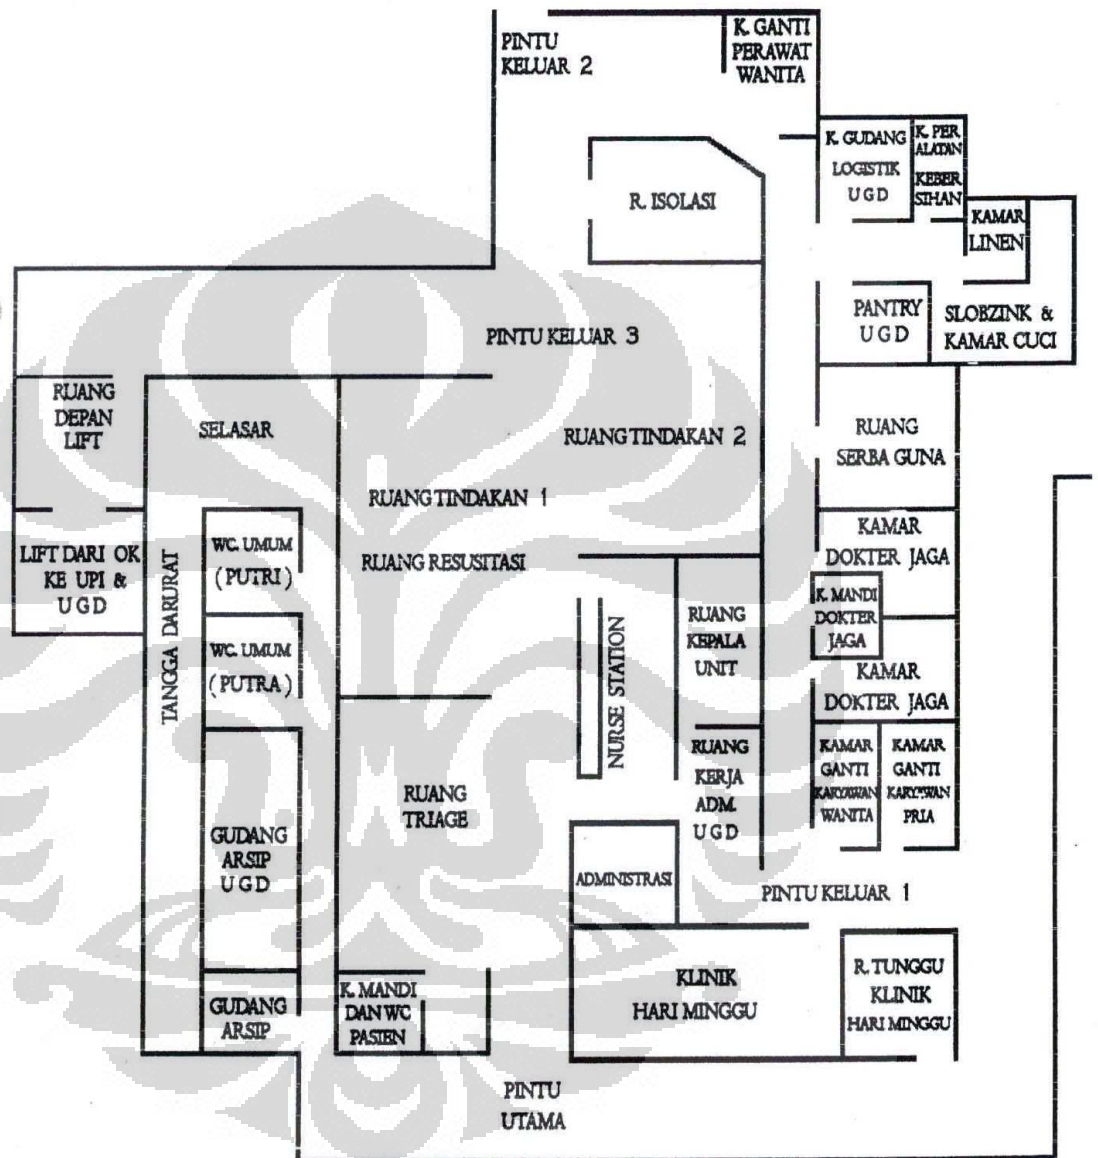 PINTU
KELUAR 2
K. GANTI
PERAWAT
WANITA
K. GUDANG
LOGISTIK
UGD
K. PER
ALATAN
KEBER
SIHAN
R. ISOLASI
KAMAR
LINEN
PANTRY
UGD
SLOBZINK &
KAMAR CUCI
PINTU KELUAR 3
RUANG
DEPAN
LIFT
SELASAR
RUANG TINDAKAN 2
RUANG
SERBA GUNA
RUANG TINDAKAN 1
LIFT DARI OK
KE UPI &
UGD
TANGGA DARURAT
WC. UMUM
(PUTRI)
RUANG RESUSITASI
KAMAR
DOKTER JAGA
K. MANDI
DOKTER
JAGA
WC. UMUM
(PUTRA)
NURSE STATION
RUANG
KEPALA
UNIT
KAMAR
DOKTER JAGA
RUANG
KERJA
ADM.
UGD
KAMAR
GANTI
KARYAWAN
WANITA
KAMAR
GANTI
KARYAWAN
PRIA
RUANG
TRIAGE
GUDANG
ARSIP
UGD
ADMINISTRASI
PINTU KELUAR 1
GUDANG
ARSIP
K. MANDI
DAN WC
PASIEN
KLINIK
HARI MINGGU
R. TUNGGU
KLINIK
HARI MINGGU
PINTU
UTAMA